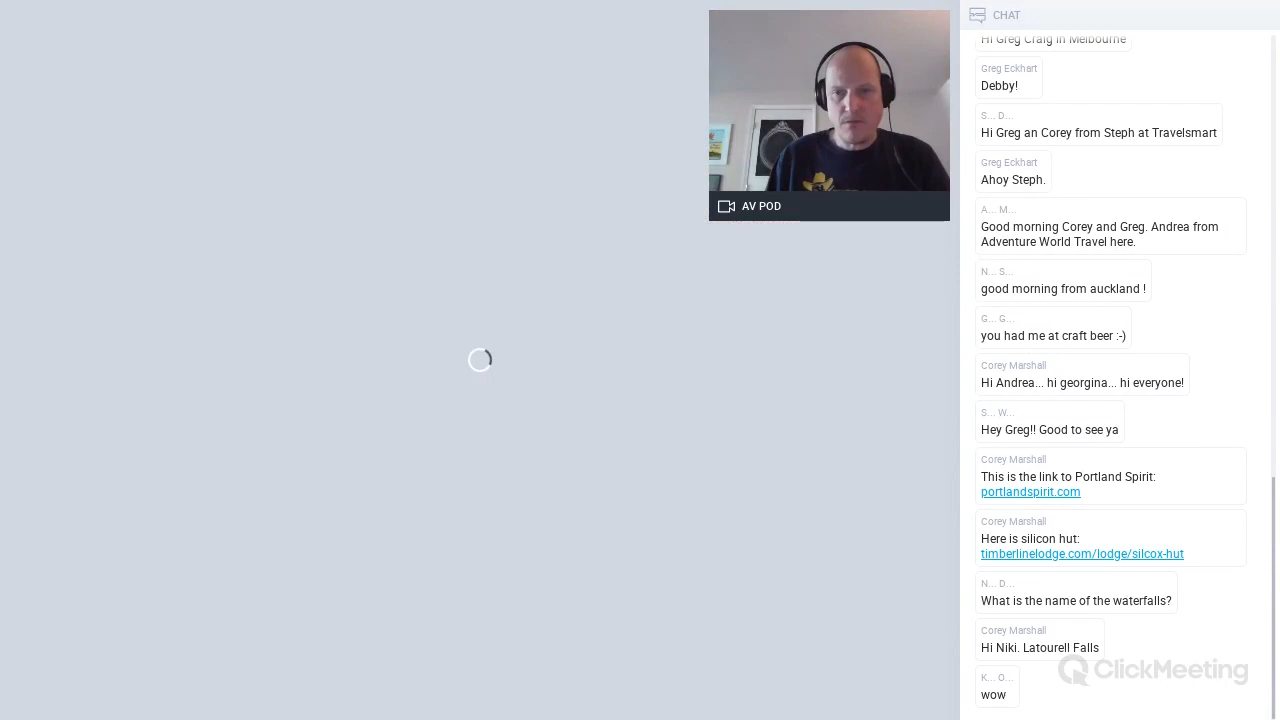 CHAT
Hi Greg Craig in Melbourne
Greg Eckhart
Debby!
S... D...
Hi Greg an Corey from Steph at Travelsmart
Greg Eckhart
Ahoy Steph.
A... M...
Good morning Corey and Greg. Andrea from
Adventure World Travel here.
N... S...
good morning from auckland !
G... G...
you had me at craft beer :-)
Corey Marshall
Hi Andrea... hi georgina... hi everyone!
S... W...
Hey Greg!! Good to see ya
Corey Marshall
This is the link to Portland Spirit:
portlandspirit.com
Corey Marshall
Here is silicon hut:
timberlinelodge.com/lodge/silcox-hut
N... D...
What is the name of the waterfalls?
Corey Marshall
Hi Niki. Latourell Falls
K... O...
wow
AV POD
ClickMeeting